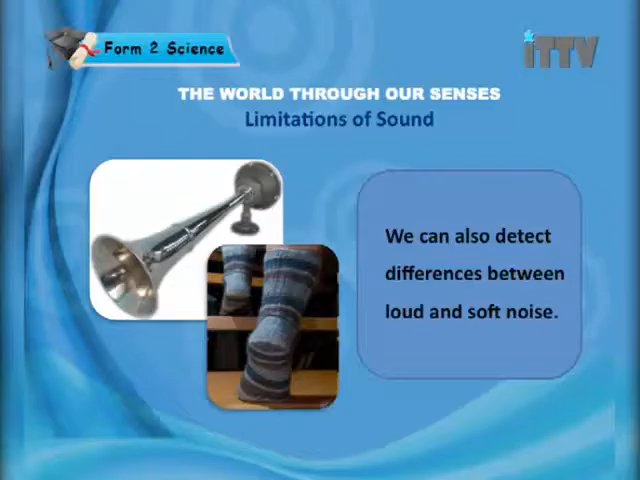 Form 2 Science
iTTV
THE WORLD THROUGH OUR SENSES
Limitations of Sound
We can also detect
differences between
loud and soft noise.